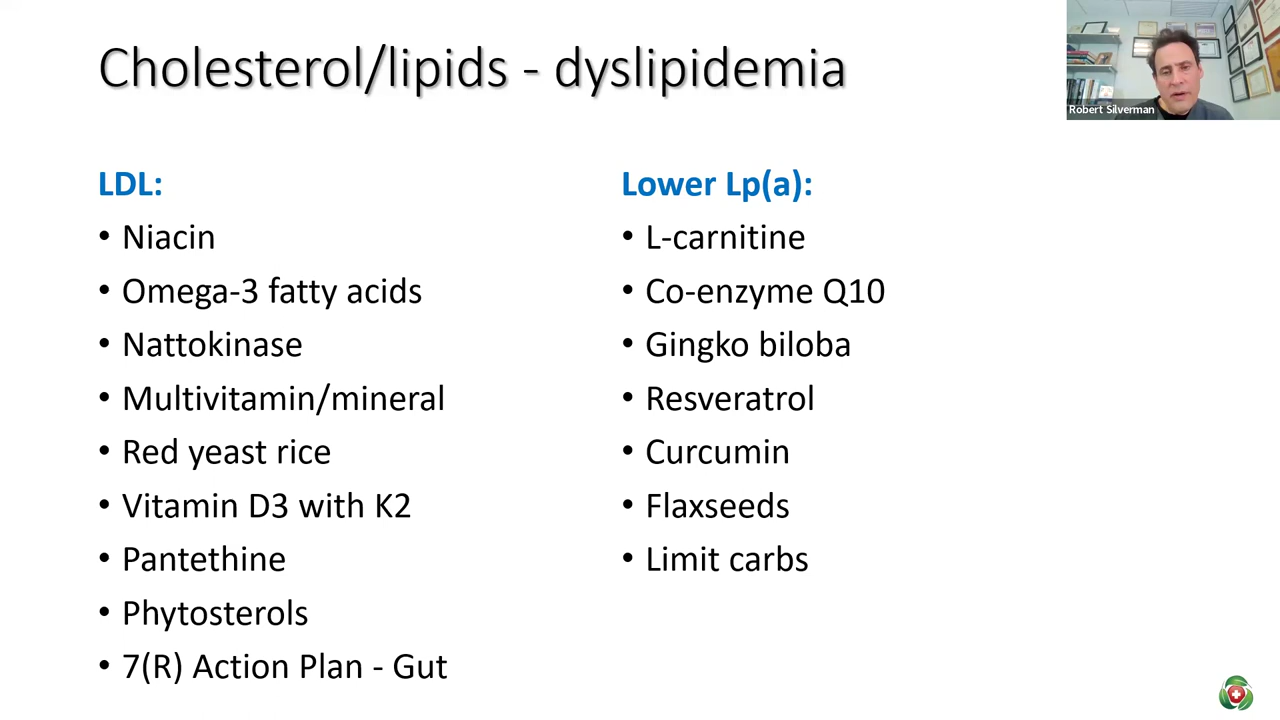 Cholesterol/lipids - dyslipidemia
Robert Silverman
LDL:
• Niacin
• Omega-3 fatty acids
• Nattokinase
• Multivitamin/mineral
• Red yeast rice
• Vitamin D3 with K2
• Pantethine
• Phytosterols
• 7(R) Action Plan - Gut
Lower Lp(a):
• L-carnitine
• Co-enzyme Q10
• Gingko biloba
• Resveratrol
• Curcumin
• Flaxseeds
• Limit carbs